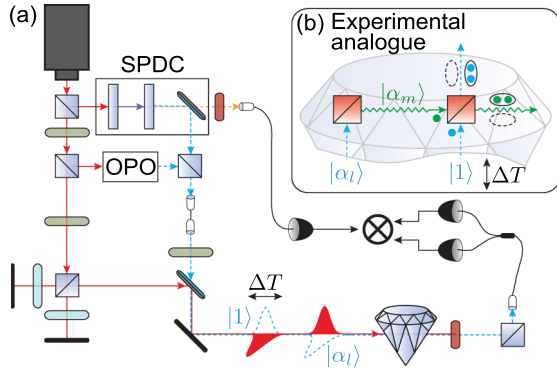 (a)
SPDC
OPO
ΔT
|1⟩
|α_l⟩
(b) Experimental
analogue
|α_m⟩
|α_l⟩
|1⟩
ΔT